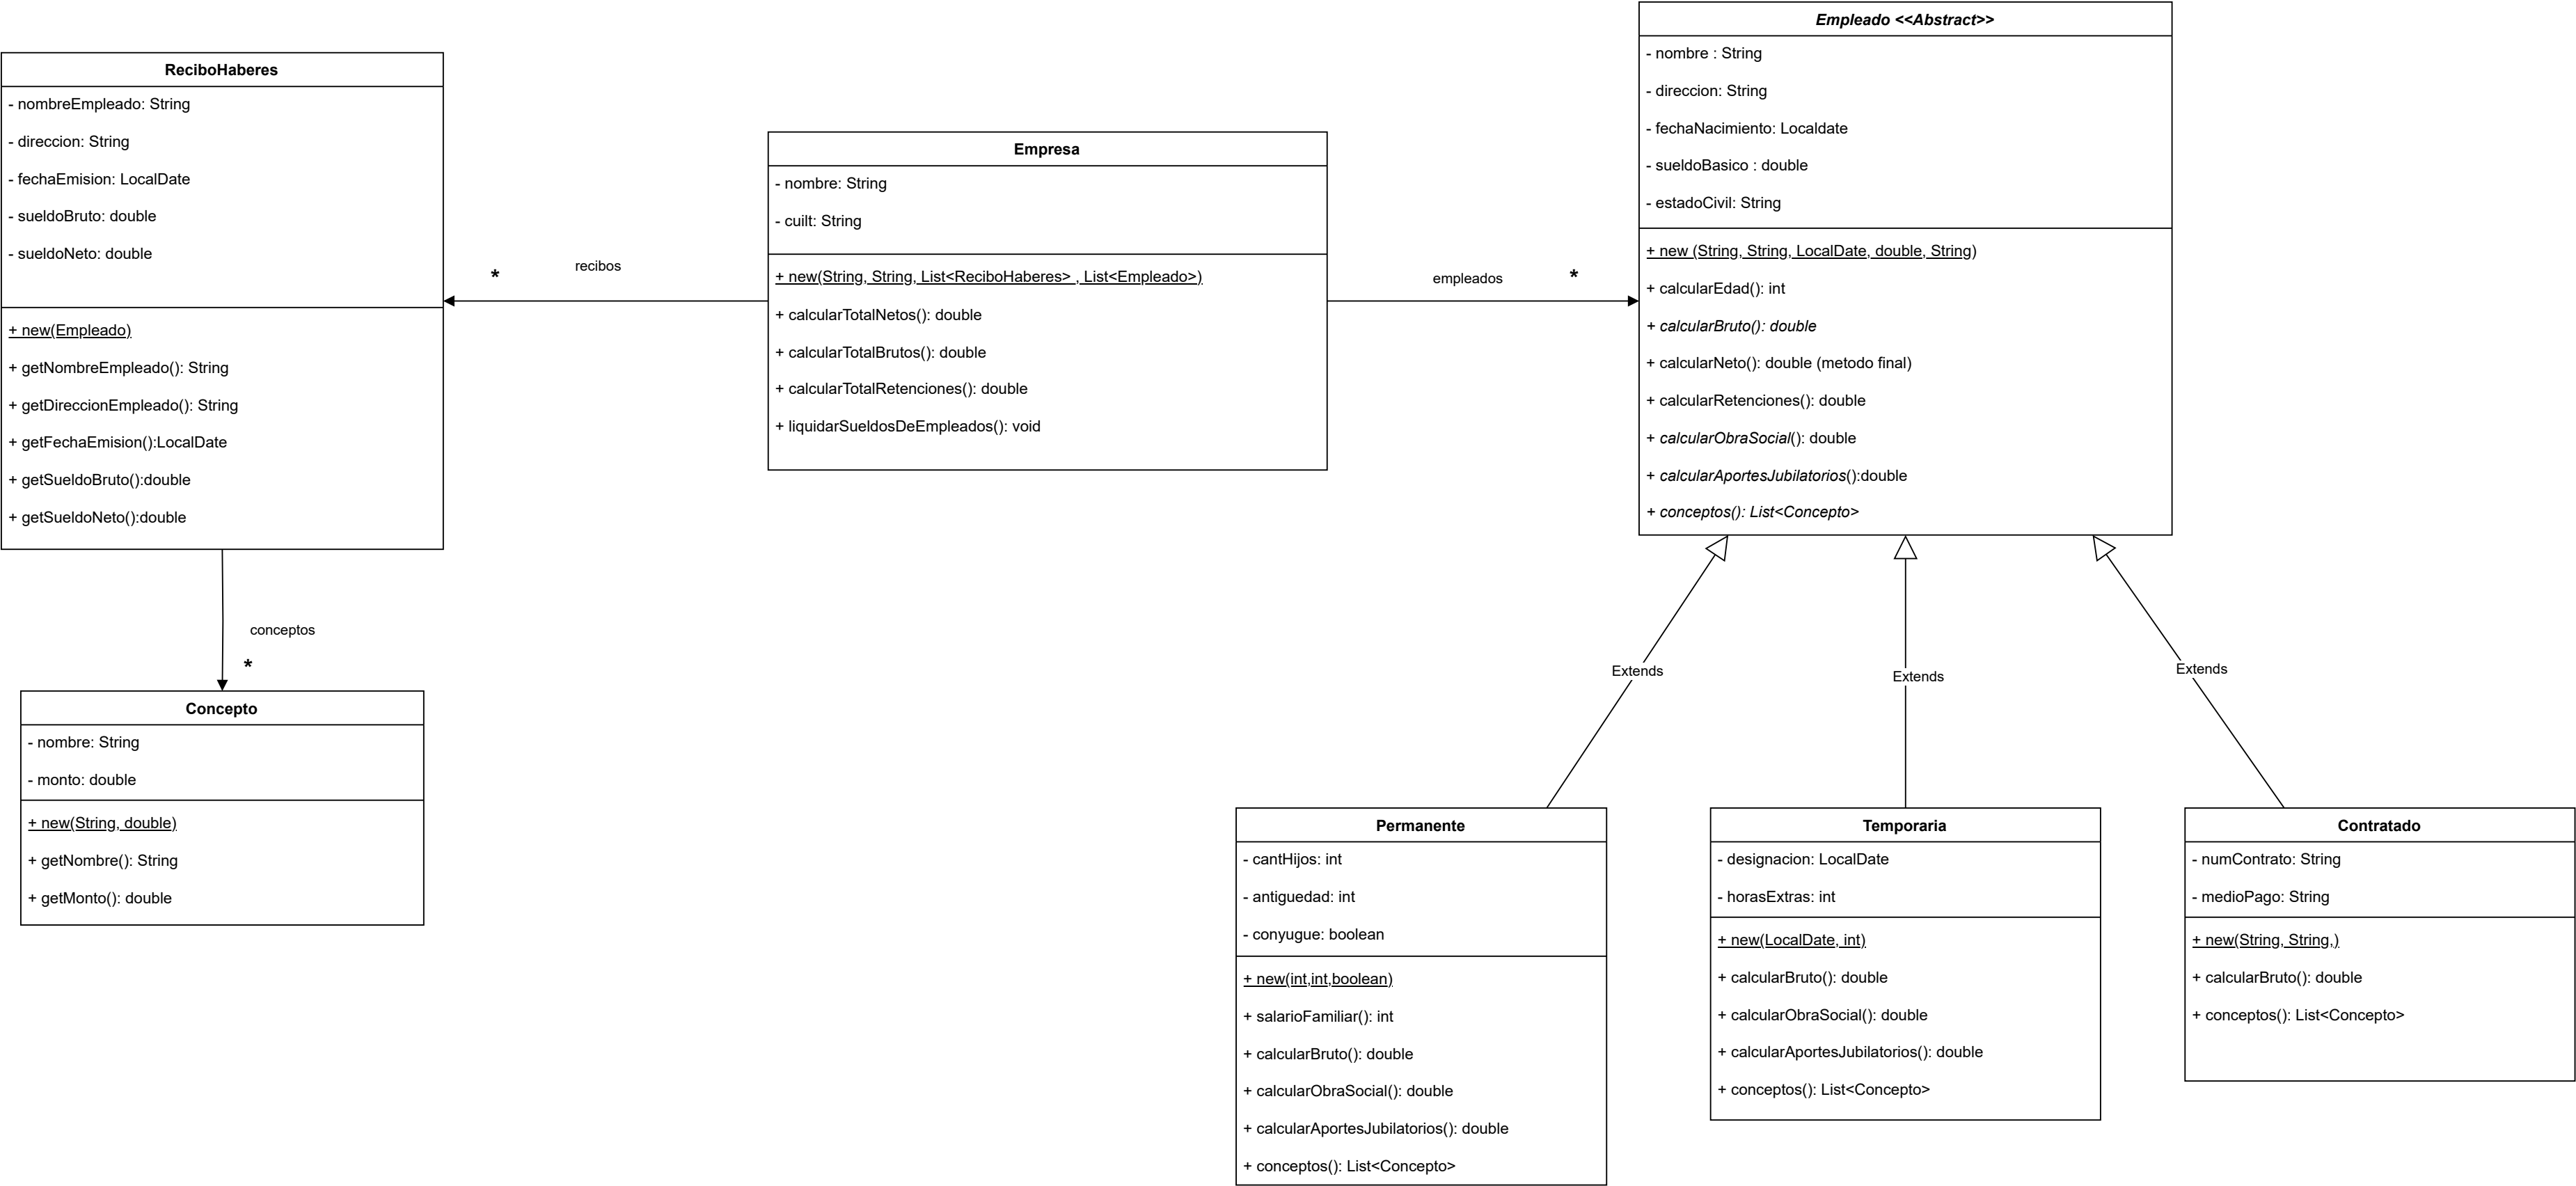 ReciboHaberes
- nombreEmpleado: String
- direccion: String
- fechaEmision: LocalDate
- sueldoBruto: double
- sueldoNeto: double
+ new(Empleado)
+ getNombreEmpleado(): String
+ getDireccionEmpleado(): String
+ getFechaEmision():LocalDate
+ getSueldoBruto():double
+ getSueldoNeto():double
conceptos
*
Concepto
- nombre: String
- monto: double
+ new(String, double)
+ getNombre(): String
+ getMonto(): double
*
recibos
Empresa
- nombre: String
- cuilt: String
+ new(String, String, List<ReciboHaberes> , List<Empleado>)
+ calcularTotalNetos(): double
+ calcularTotalBrutos(): double
+ calcularTotalRetenciones(): double
+ liquidarSueldosDeEmpleados(): void
empleados
*
Empleado <<Abstract>>
- nombre : String
- direccion: String
- fechaNacimiento: Localdate
- sueldoBasico : double
- estadoCivil: String
+ new (String, String, LocalDate, double, String)
+ calcularEdad(): int
+ calcularBruto(): double
+ calcularNeto(): double (metodo final)
+ calcularRetenciones(): double
+ calcularObraSocial(): double
+ calcularAportesJubilatorios():double
+ conceptos(): List<Concepto>
Extends
Extends
Extends
Permanente
- cantHijos: int
- antiguedad: int
- conyugue: boolean
+ new(int,int,boolean)
+ salarioFamiliar(): int
+ calcularBruto(): double
+ calcularObraSocial(): double
+ calcularAportesJubilatorios(): double
+ conceptos(): List<Concepto>
Temporaria
- designacion: LocalDate
- horasExtras: int
+ new(LocalDate, int)
+ calcularBruto(): double
+ calcularObraSocial(): double
+ calcularAportesJubilatorios(): double
+ conceptos(): List<Concepto>
Contratado
- numContrato: String
- medioPago: String
+ new(String, String,)
+ calcularBruto(): double
+ conceptos(): List<Concepto>